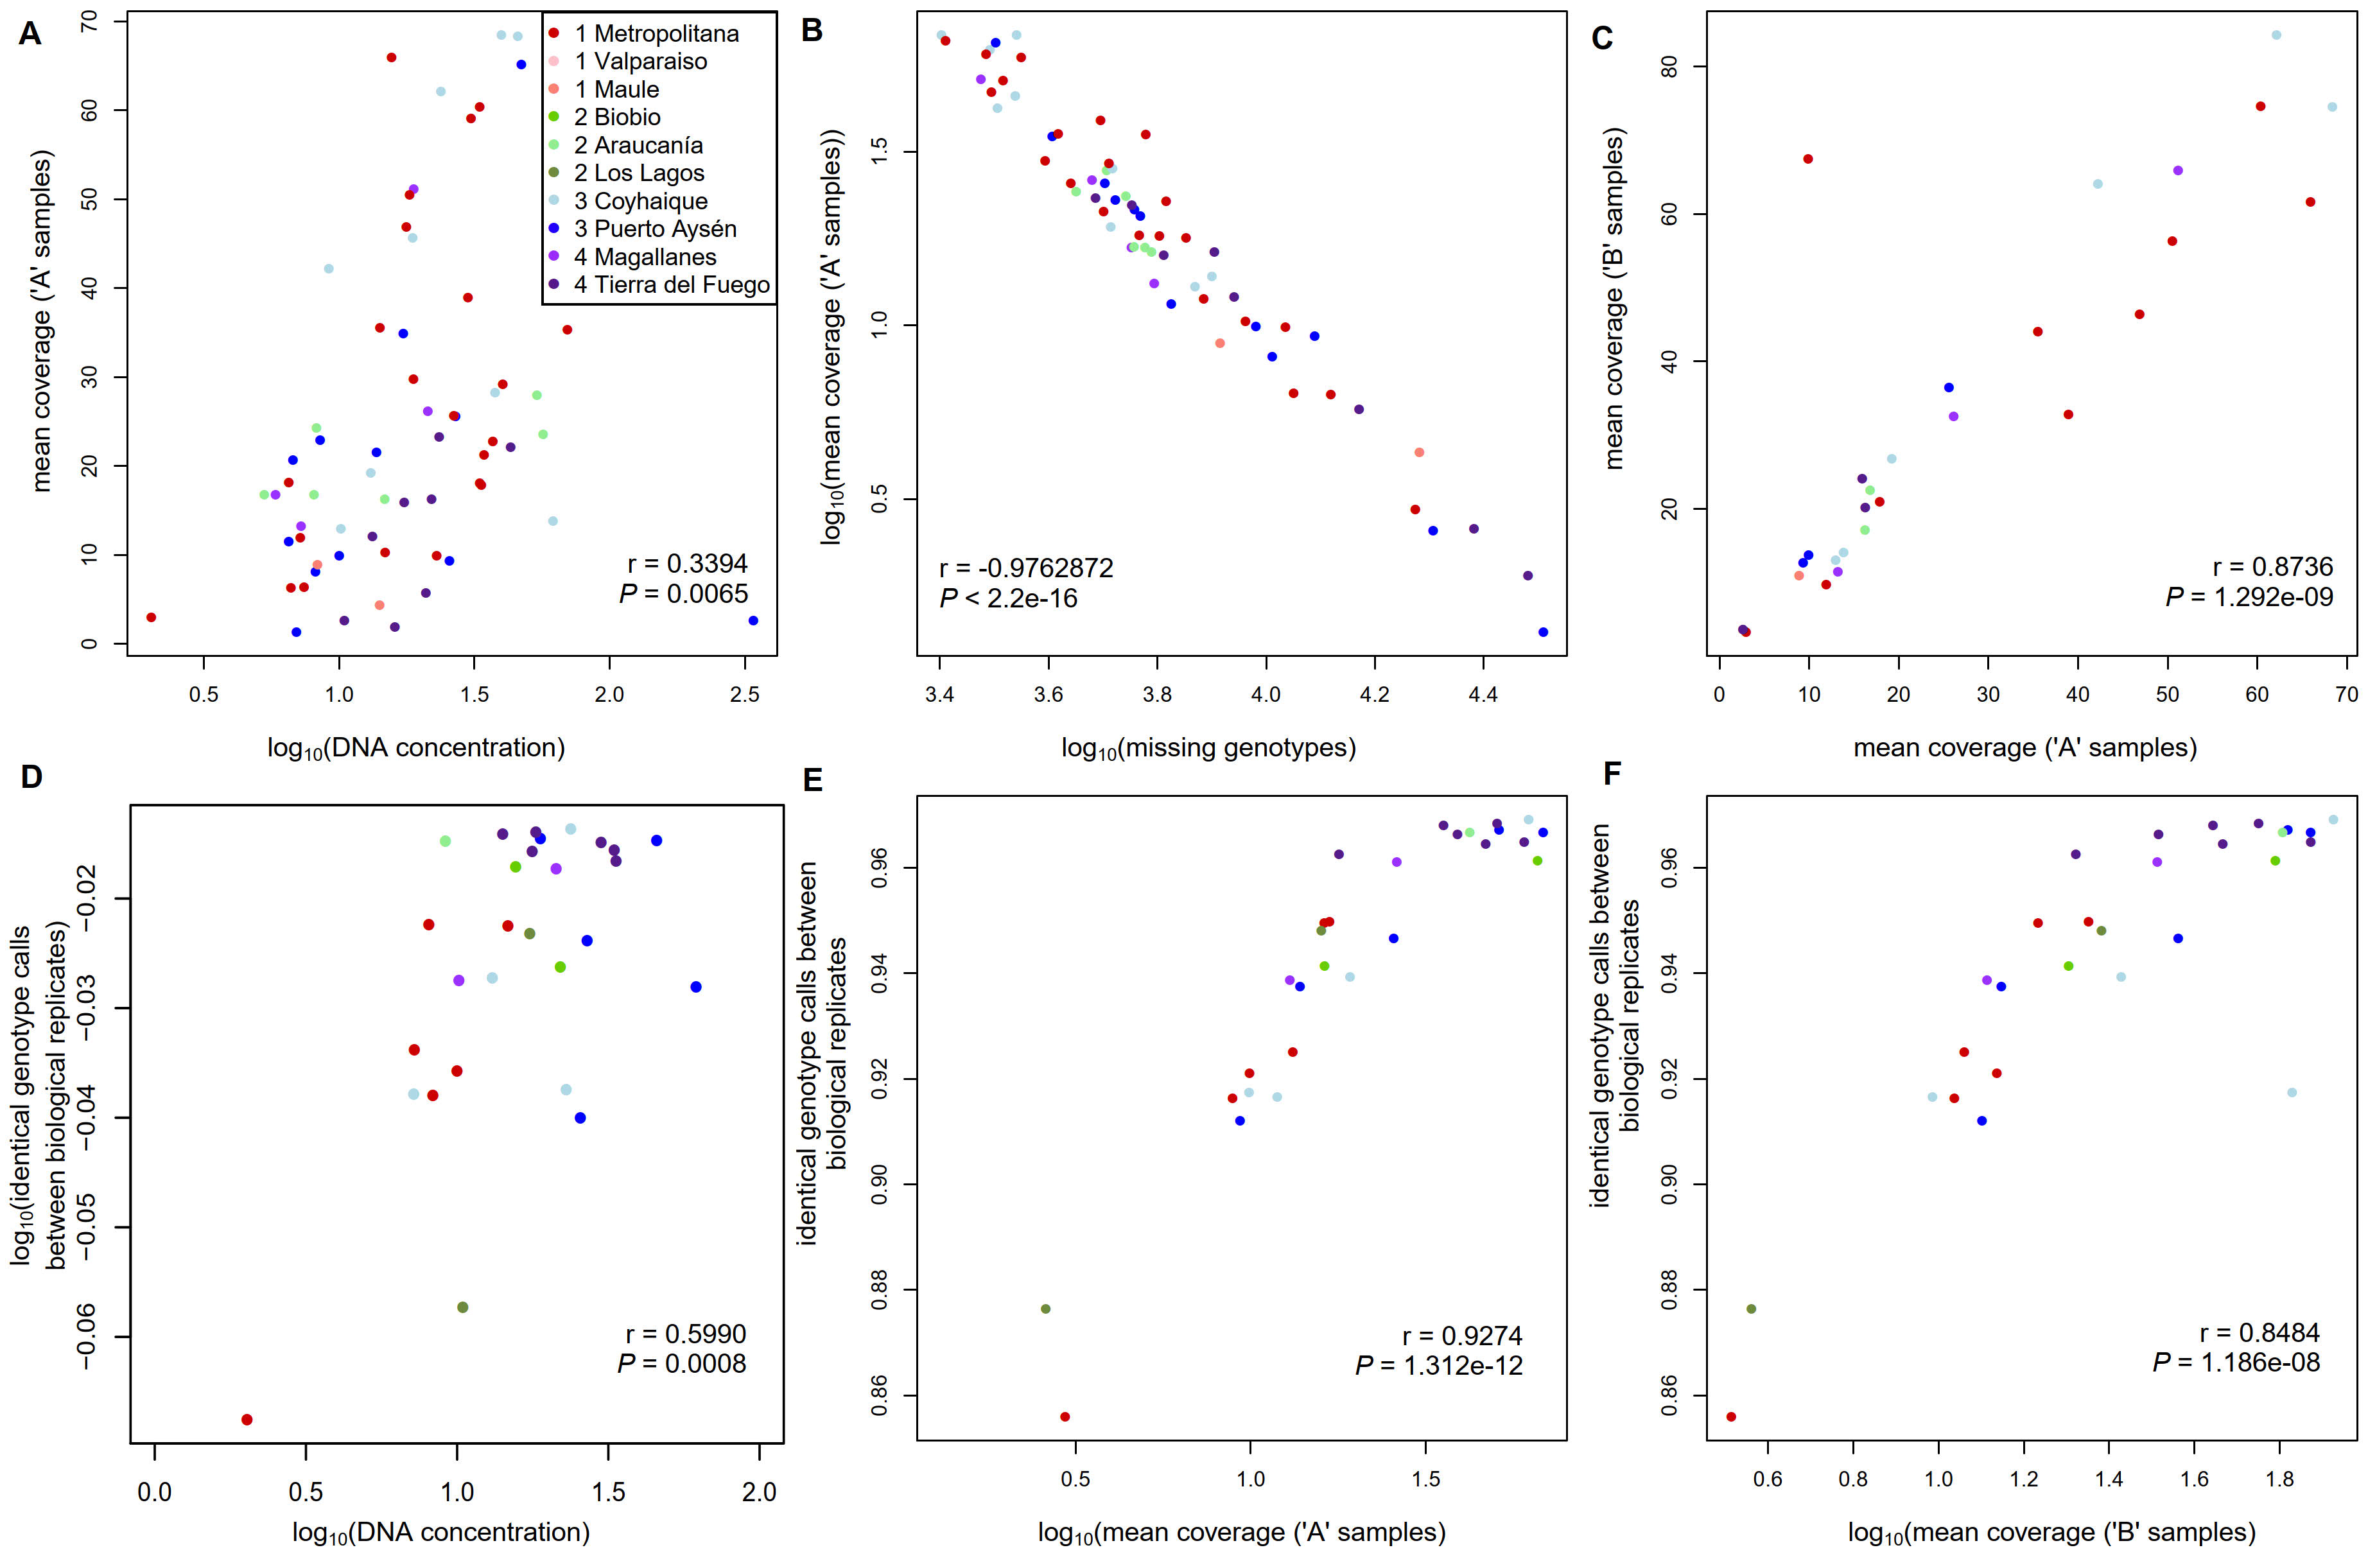 A
70
60
50
40
30
20
10
0
mean coverage ('A' samples)
1 Metropolitana
1 Valparaiso
1 Maule
2 Biobio
2 Araucanía
2 Los Lagos
3 Coyhaique
3 Puerto Aysén
4 Magallanes
4 Tierra del Fuego
r = 0.3394
P = 0.0065
0.5 1.0 1.5 2.0 2.5
log10(DNA concentration)
B
1.5
1.0
0.5
log10(mean coverage ('A' samples))
r = -0.9762872
P < 2.2e-16
3.4 3.6 3.8 4.0 4.2 4.4
log10(missing genotypes)
C
80
60
40
20
mean coverage ('B' samples)
r = 0.8736
P = 1.292e-09
0 10 20 30 40 50 60 70
mean coverage ('A' samples)
D
−0.02
−0.03
−0.04
−0.05
−0.06
log10(identical genotype calls
between biological replicates)
r = 0.5990
P = 0.0008
0.0 0.5 1.0 1.5 2.0
log10(DNA concentration)
E
0.96
0.94
0.92
0.90
0.88
0.86
identical genotype calls between
biological replicates
r = 0.9274
P = 1.312e-12
0.5 1.0 1.5
log10(mean coverage ('A' samples)
F
0.96
0.94
0.92
0.90
0.88
0.86
identical genotype calls between
biological replicates
r = 0.8484
P = 1.186e-08
0.6 0.8 1.0 1.2 1.4 1.6 1.8
log10(mean coverage ('B' samples)